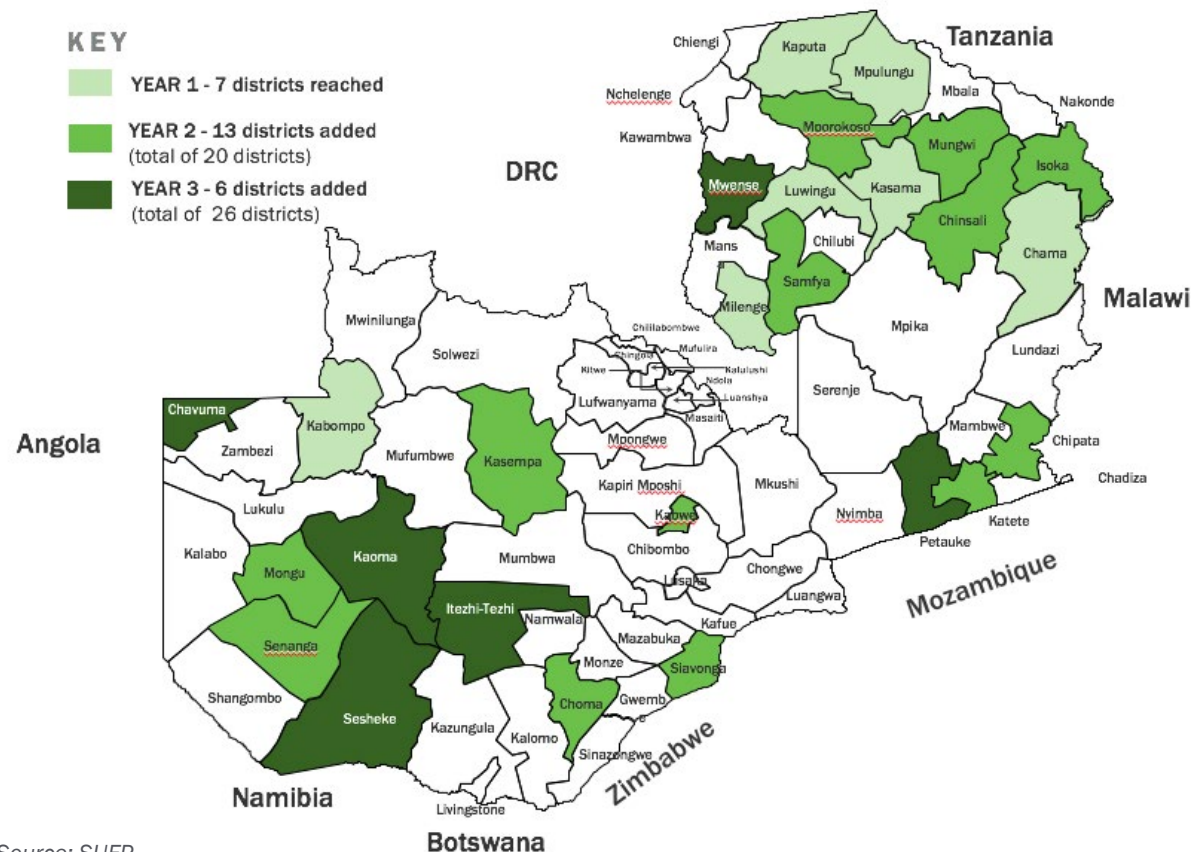 KEY
YEAR 1 - 7 districts reached
YEAR 2 - 13 districts added
(total of 20 districts)
YEAR 3 - 6 districts added
(total of 26 districts)
Tanzania
DRC
Malawi
Angola
Mozambique
Zimbabwe
Namibia
Botswana
Chiengi
Kaputa
Mpulungu
Mbala
Nakonde
Nchelenge
Kawambwa
Moorokoso
Mungwi
Isoka
Mwense
Luwingu
Kasama
Chinsali
Chama
Mans
a
Chilubi
Samfya
Milenge
Mpika
Lundazi
Mwinilunga
Solwezi
Chililabombwe
Chingola
Mufulira
Kitwe
Kalulushi
Ndola
Luanshya
Lufwanyama
Masaiti
Mpongwe
Serenje
Mambwe
Chipata
Chadiza
Katete
Petauke
Nyimba
Chavuma
Zambezi
Kabompo
Mufumbwe
Kasempa
Kapiri Mposhi
Mkushi
Kabwe
Chibombo
Lukulu
Kalabo
Mongu
Kaoma
Mumbwa
Lusaka
Chongwe
Luangwa
Kafue
Itezhi-Tezhi
Namwala
Mazabuka
Monze
Siavonga
Senanga
Shangombo
Sesheke
Kazungula
Kalomo
Choma
Gwemb
e
Sinazongwe
Livingstone
Source: SUFP